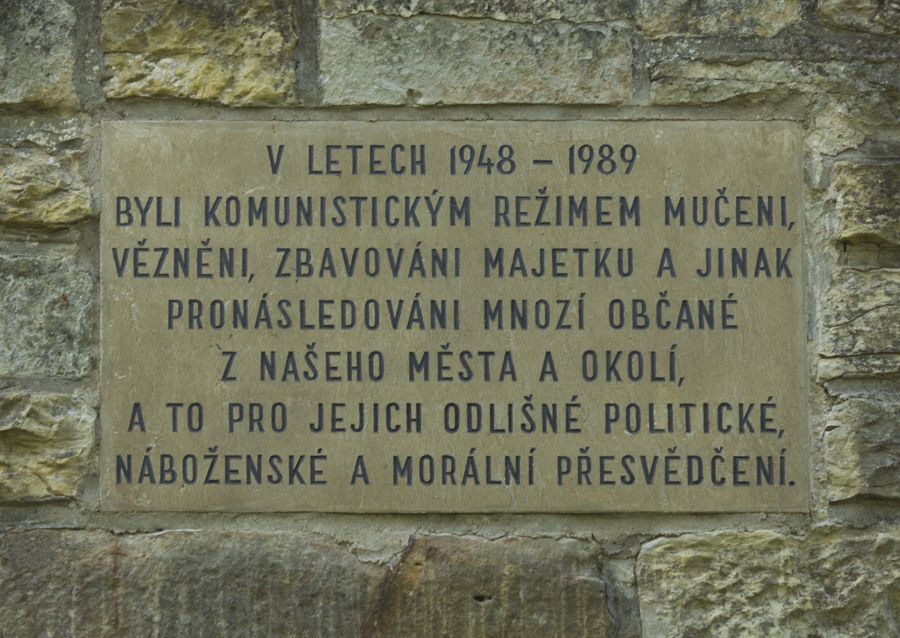 V LETECH 1948 – 1989
BYLI KOMUNISTICKÝM REŽIMEM MUČENI,
VĚZNĚNI, ZBAVOVÁNI MAJETKU A JINAK
PRONÁSLEDOVÁNI MNOZÍ OBČANÉ
Z NAŠEHO MĚSTA A OKOLÍ,
A TO PRO JEJICH ODLIŠNÉ POLITICKÉ,
NÁBOŽENSKÉ A MORÁLNÍ PŘESVĚDČENÍ.